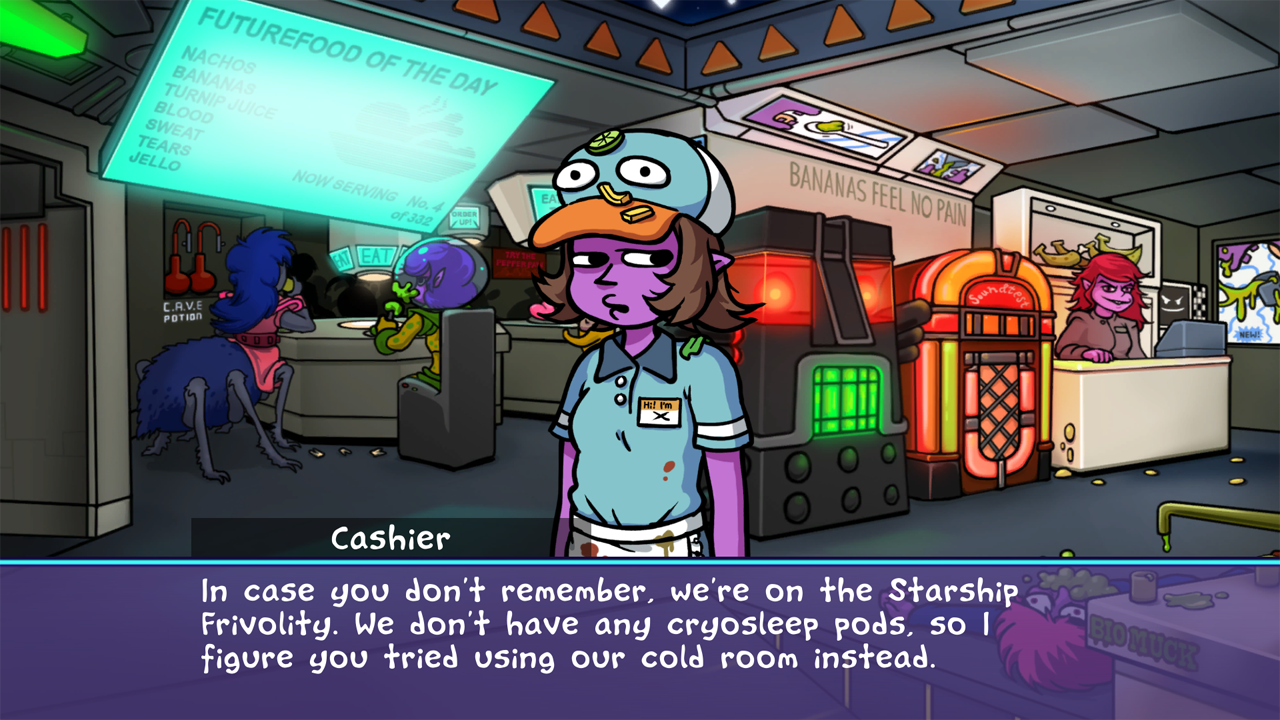 FUTUREFOOD OF THE DAY
NACHOS
BANANAS
TURNIP JUICE
BLOOD
SWEAT
TEARS
JELLO
NOW SERVING No. 4
of 332
BANANAS FEEL NO PAIN
ORDER
UP!
EAT EAT
C.A.V.E
POTION
Hi! I'm
X
NEW!
Cashier
In case you don't remember, we're on the Starship
Frivolity. We don't have any cryosleep pods, so I
figure you tried using our cold room instead.
BIO MUCK